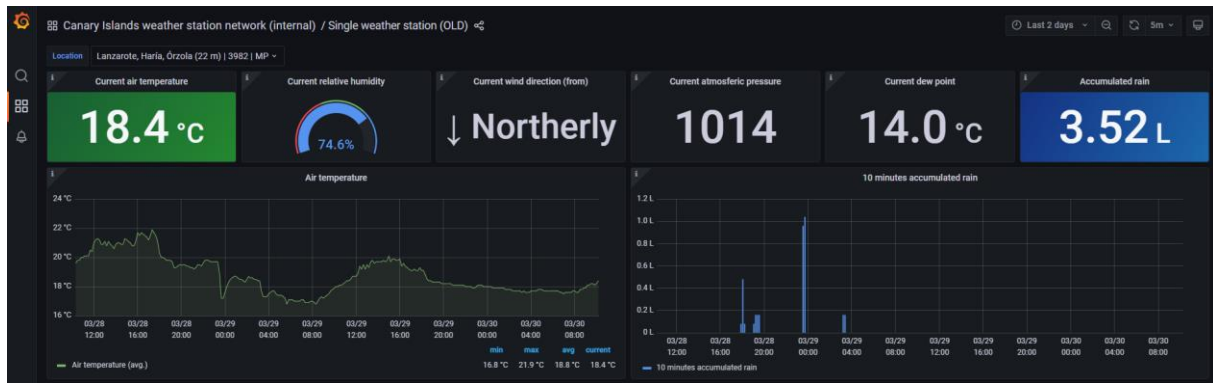 Canary Islands weather station network (internal) / Single weather station (OLD)
Last 2 days
5m
Location
Lanzarote, Haría, Órzola (22 m) | 3982 | MP
Current air temperature
18.4 °C
Current relative humidity
74.6%
Current wind direction (from)
↓ Northerly
Current atmosferic pressure
1014
Current dew point
14.0 °C
Accumulated rain
3.52 L
Air temperature
24 °C
22 °C
20 °C
18 °C
16 °C
03/28 03/28 03/28 03/29 03/29 03/29 03/29 03/29 03/29 03/30 03/30 03/30
12:00 16:00 20:00 00:00 04:00 08:00 12:00 16:00 20:00 00:00 04:00 08:00
min max avg current
Air temperature (avg.) 16.8 °C 21.9 °C 18.8 °C 18.4 °C
10 minutes accumulated rain
1.2 L
1.0 L
0.8 L
0.6 L
0.4 L
0.2 L
0 L
03/28 03/28 03/28 03/29 03/29 03/29 03/29 03/29 03/29 03/30 03/30 03/30
12:00 16:00 20:00 00:00 04:00 08:00 12:00 16:00 20:00 00:00 04:00 08:00
10 minutes accumulated rain